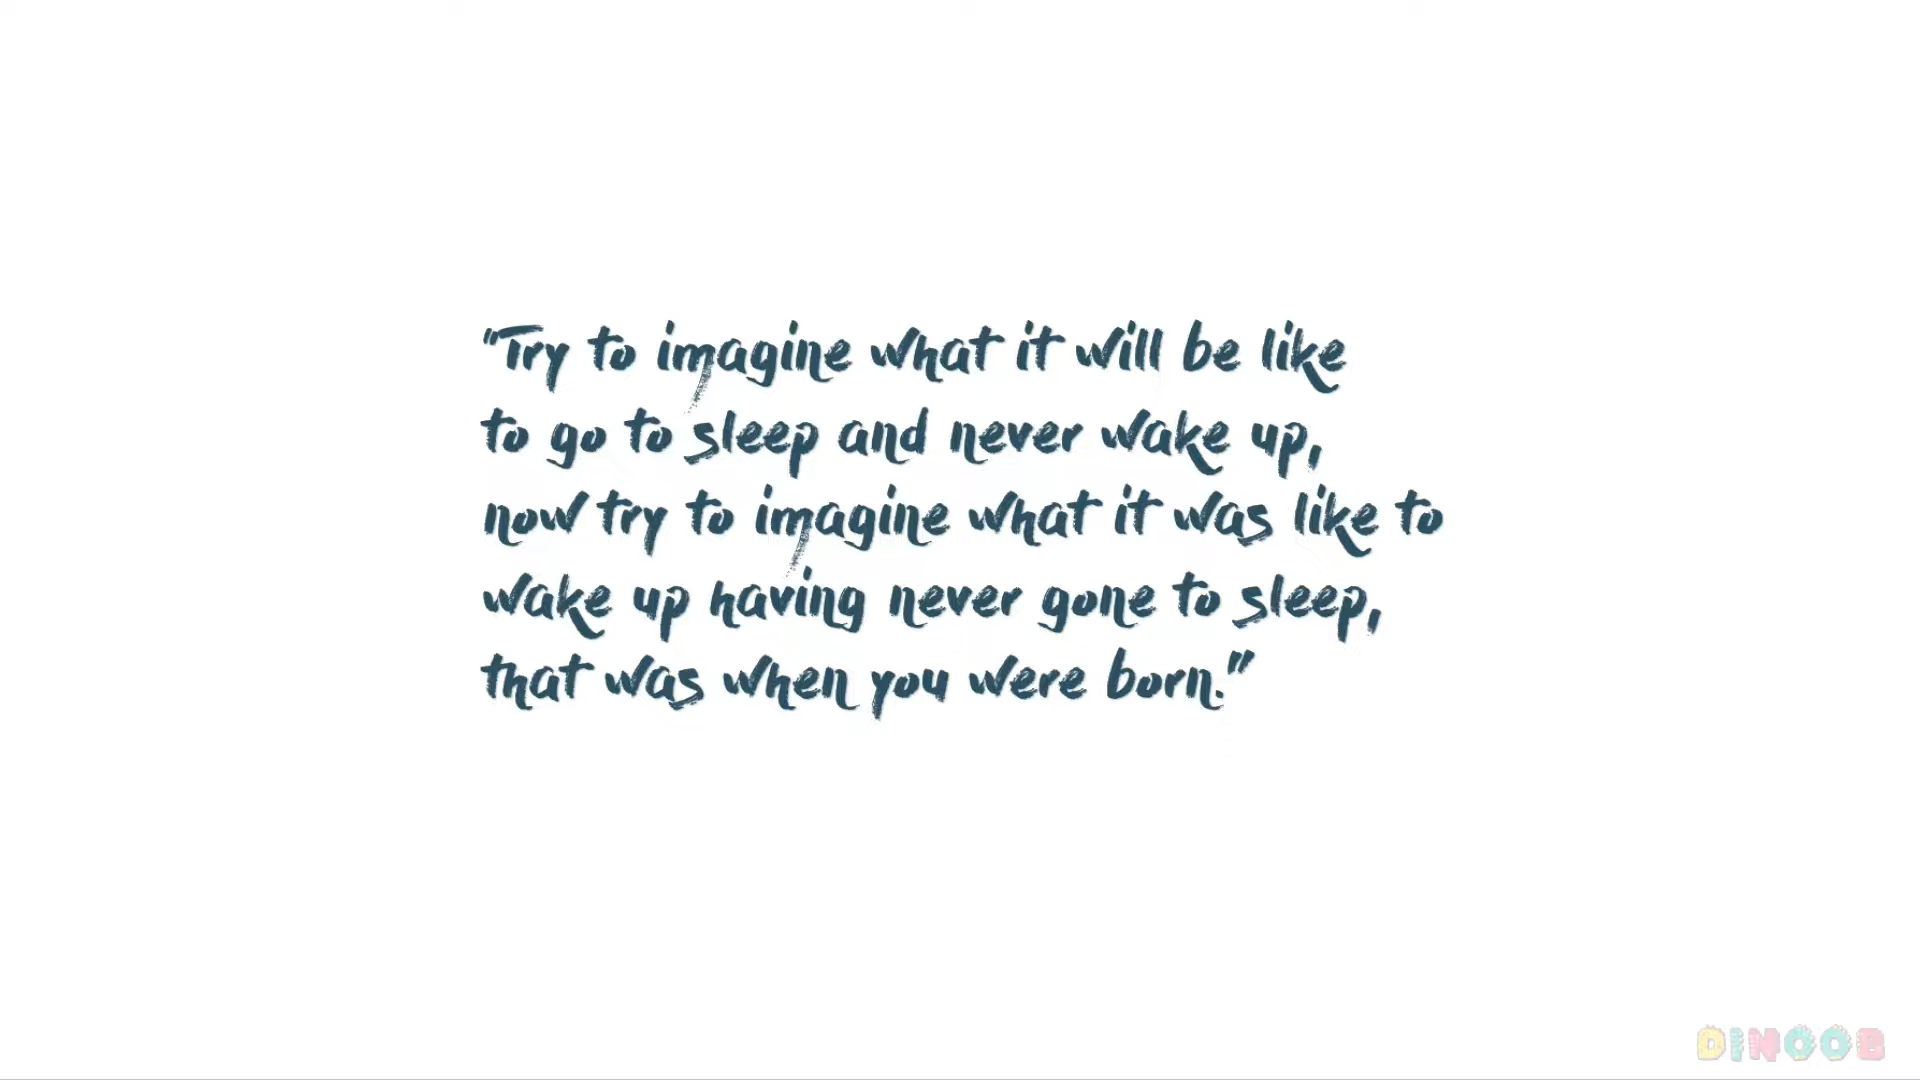 "Try to imagine what it will be like
to go to sleep and never wake up,
now try to imagine what it was like to
wake up having never gone to sleep,
that was when you were born."
DINOOB